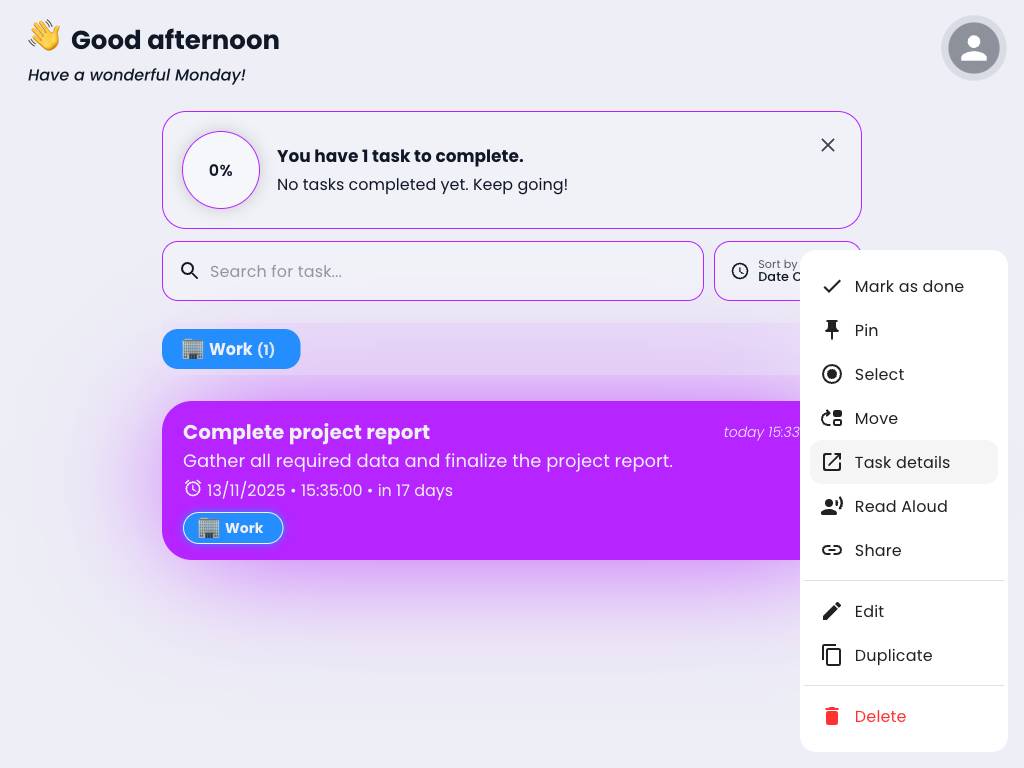 Good afternoon
Have a wonderful Monday!
0%
You have 1 task to complete.
No tasks completed yet. Keep going!
Search for task...
Sort by
Date C
Work (1)
Complete project report
today 15:33
Gather all required data and finalize the project report.
13/11/2025 • 15:35:00 • in 17 days
Work
Mark as done
Pin
Select
Move
Task details
Read Aloud
Share
Edit
Duplicate
Delete